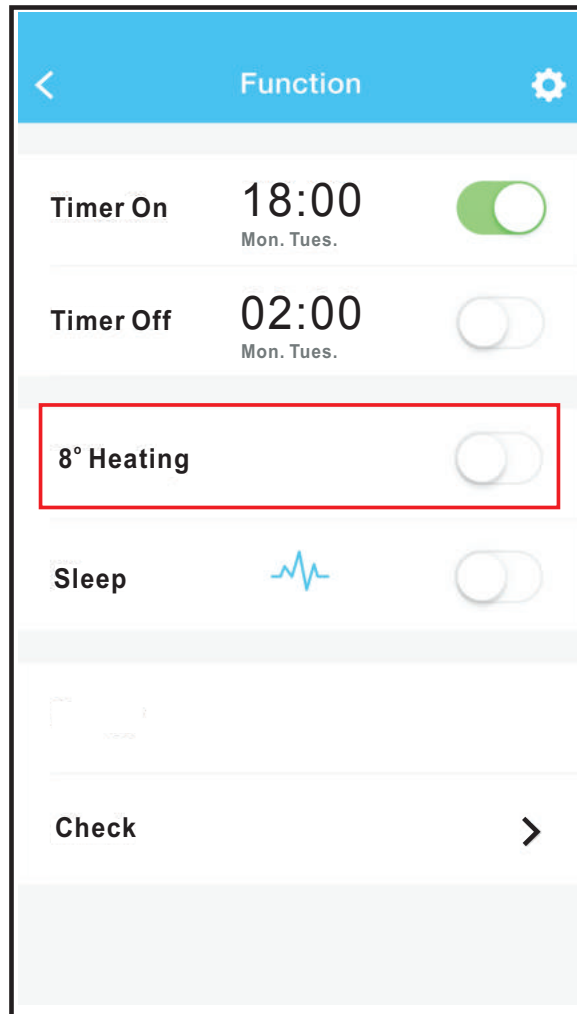 Function
Timer On 18:00
Mon. Tues.
Timer Off 02:00
Mon. Tues.
8° Heating
Sleep
Check